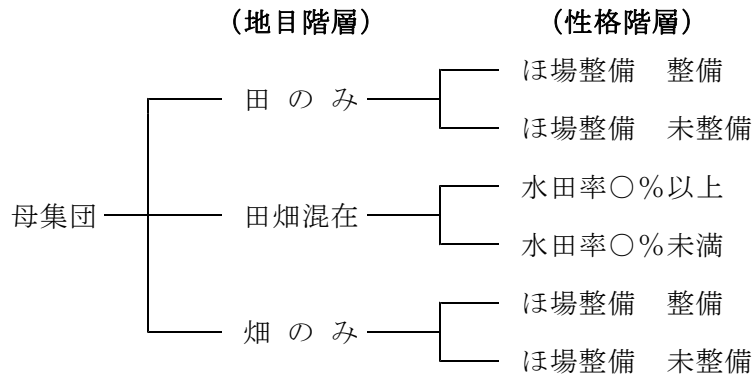 （地目階層）　（性格階層）
田 の み
ほ場整備　整備
ほ場整備　未整備
母集団
田畑混在
水田率○％以上
水田率○％未満
畑 の み
ほ場整備　整備
ほ場整備　未整備